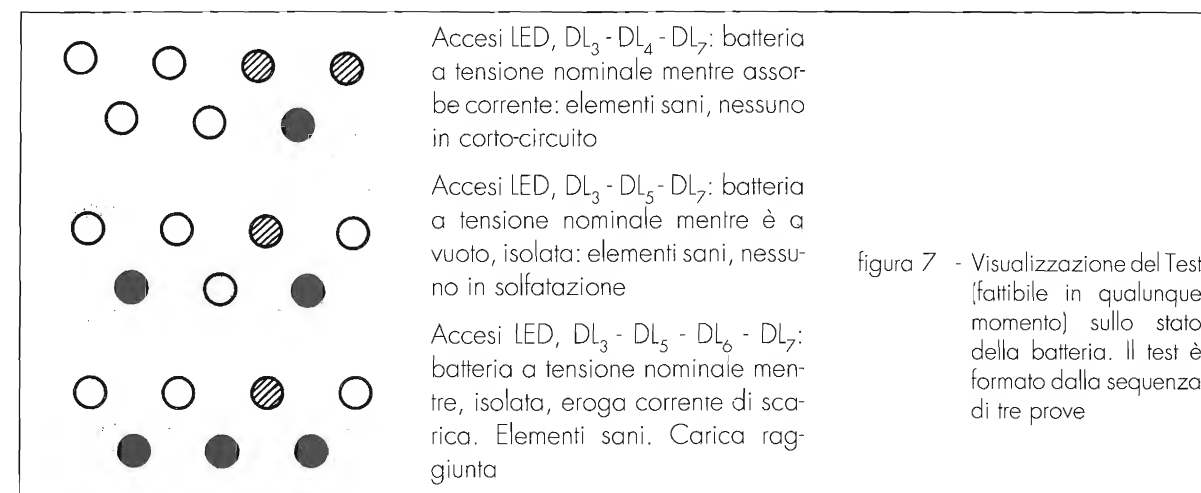 Accesi LED, DL3 - DL4 - DL7: batteria
a tensione nominale mentre assor-
be corrente: elementi sani, nessuno
in corto-circuito
Accesi LED, DL3 - DL5 - DL7: batteria
a tensione nominale mentre è a
vuoto, isolata: elementi sani, nessu-
no in solfatazione
Accesi LED, DL3 - DL5 - DL6 - DL7:
batteria a tensione nominale men-
tre, isolata, eroga corrente di sca-
rica. Elementi sani. Carica rag-
giunta
figura 7 - Visualizzazione del Test
(fattibile in qualunque
momento) sullo stato
della batteria. Il test è
formato dalla sequenza
di tre prove